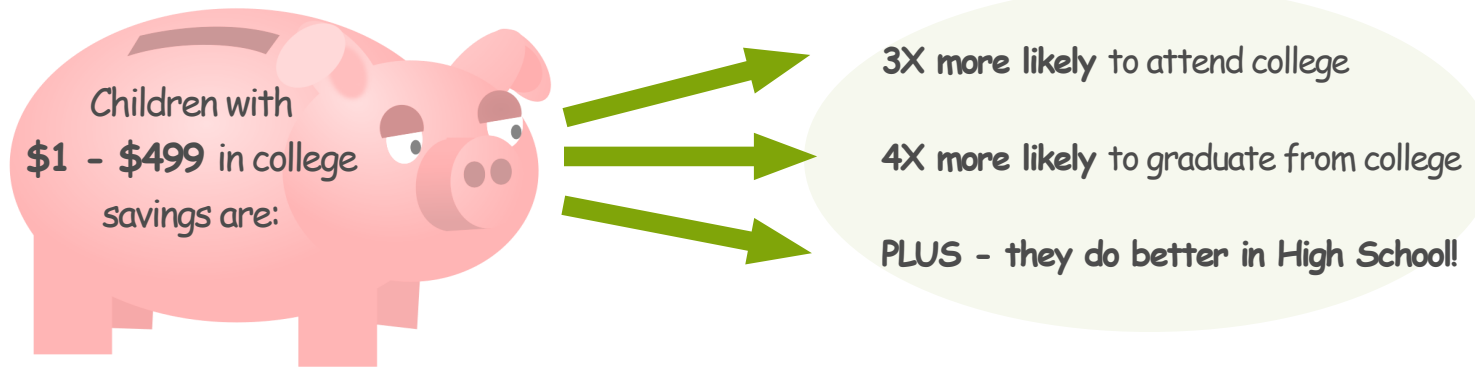 Children with
$1 - $499 in college
savings are:
3X more likely to attend college
4X more likely to graduate from college
PLUS - they do better in High School!